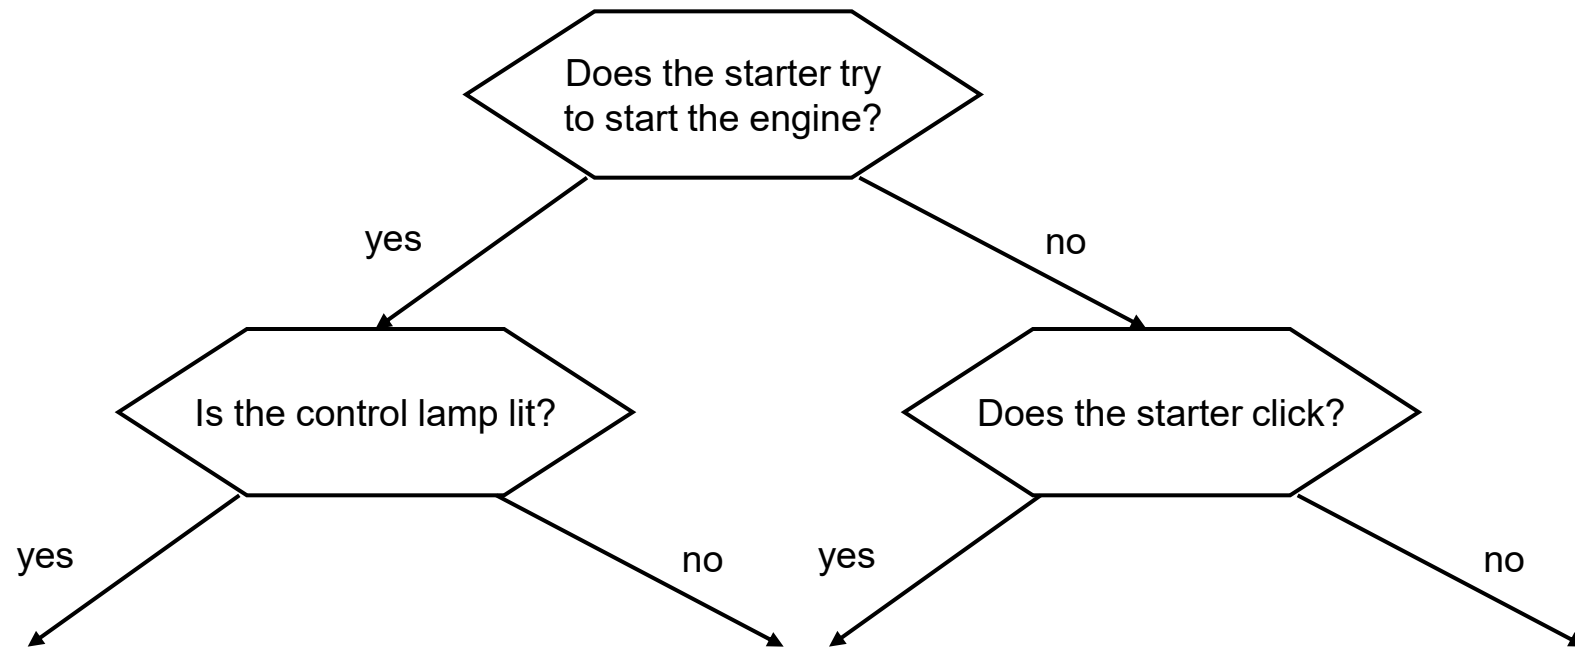 Does the starter try
to start the engine?
yes
no
Is the control lamp lit?
Does the starter click?
yes
no
yes
no